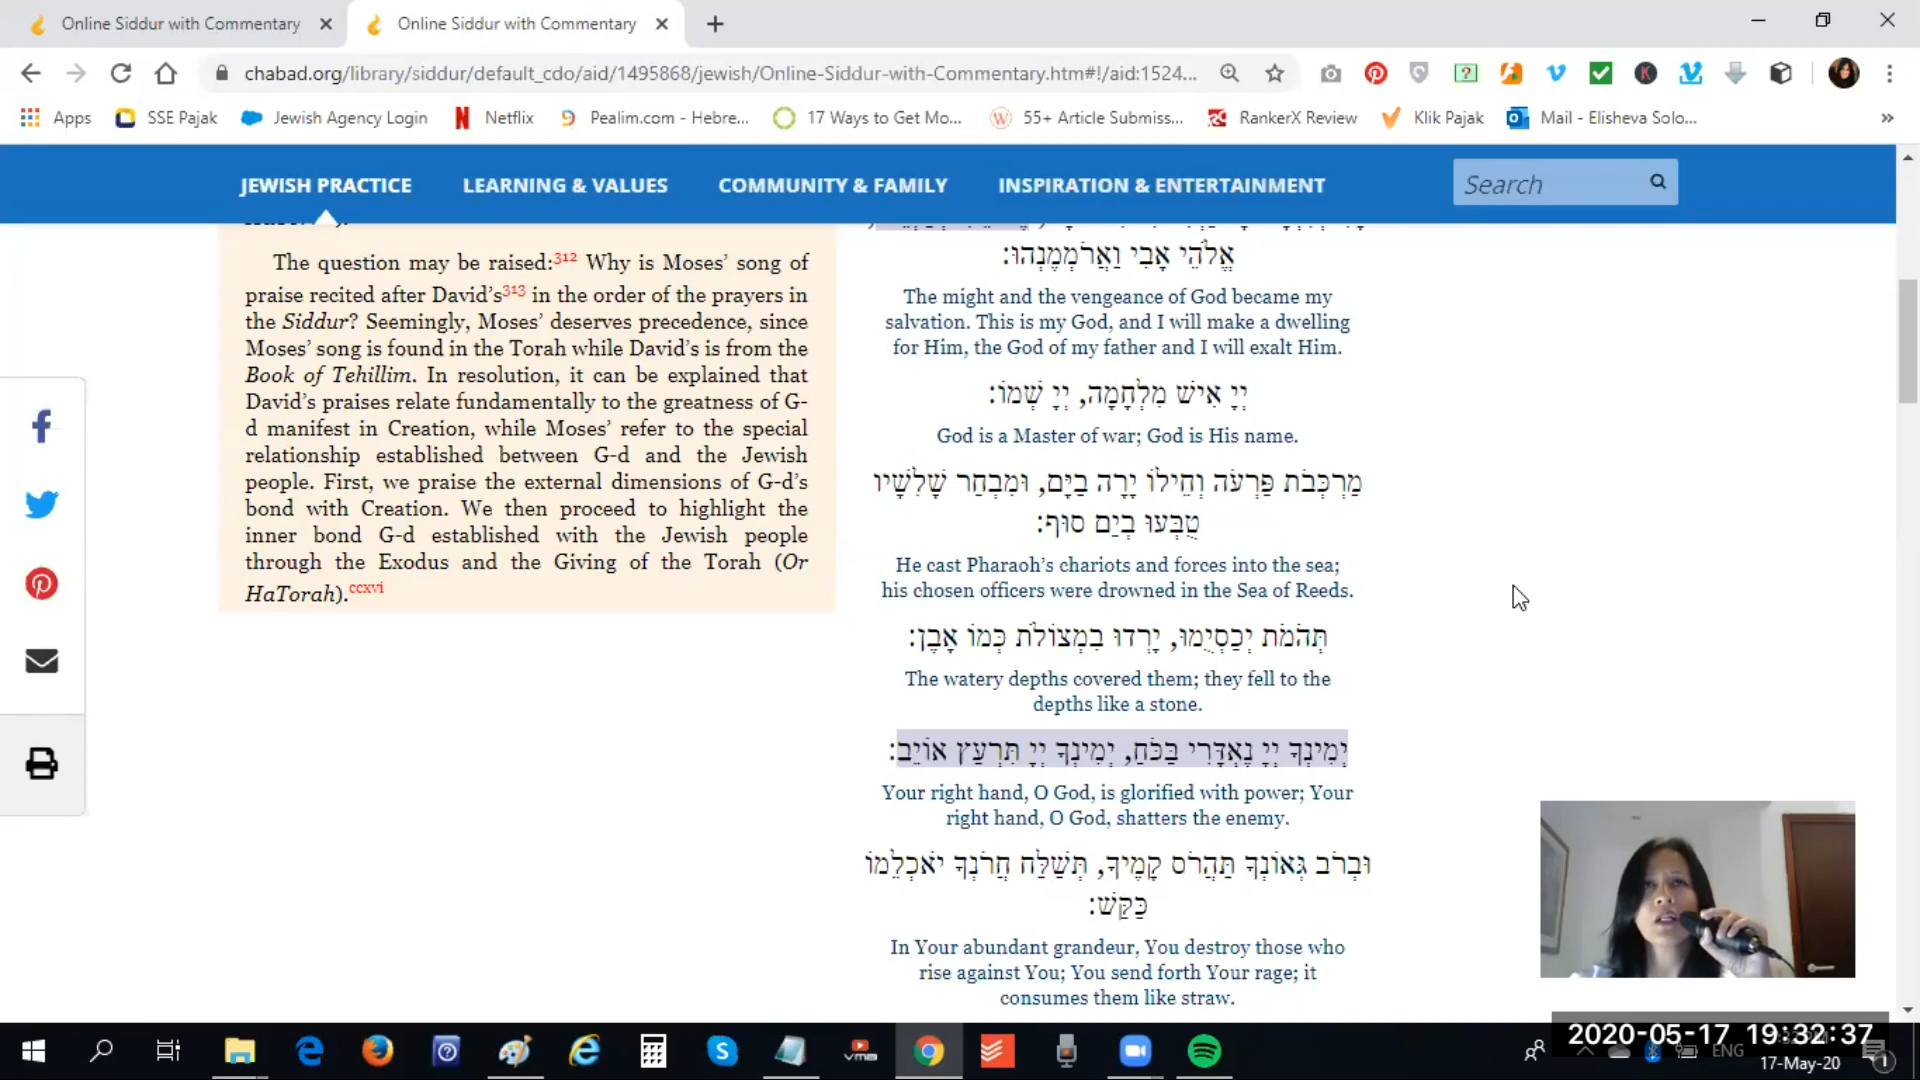 Online Siddur with Commentary
Online Siddur with Commentary
chabad.org/library/siddur/default_cdo/aid/1495868/jewish/Online-Siddur-with-Commentary.htm#!/aid:1524...
Apps
SSE Pajak
Jewish Agency Login
Netflix
Pealim.com - Hebre...
17 Ways to Get Mo...
55+ Article Submiss...
RankerX Review
Klik Pajak
Mail - Elisheva Solo...
JEWISH PRACTICE
LEARNING & VALUES
COMMUNITY & FAMILY
INSPIRATION & ENTERTAINMENT
Search
The question may be raised:312 Why is Moses’ song of
praise recited after David’s313 in the order of the prayers in
the Siddur? Seemingly, Moses’ deserves precedence, since
Moses’ song is found in the Torah while David’s is from the
Book of Tehillim. In resolution, it can be explained that
David’s praises relate fundamentally to the greatness of G-
d manifest in Creation, while Moses’ refer to the special
relationship established between G-d and the Jewish
people. First, we praise the external dimensions of G-d’s
bond with Creation. We then proceed to highlight the
inner bond G-d established with the Jewish people
through the Exodus and the Giving of the Torah (Or
HaTorah).ccxvi
אֱלֹהֵי אָבִי וַאֲרֹמְמֶנְהוּ:
The might and the vengeance of God became my
salvation. This is my God, and I will make a dwelling
for Him, the God of my father and I will exalt Him.
יְיָ אִישׁ מִלְחָמָה, יְיָ שְׁמוֹ:
God is a Master of war; God is His name.
מַרְכְּבֹת פַּרְעֹה וְחֵילוֹ יָרָה בַיָּם, וּמִבְחַר שָׁלִשָׁיו
טֻבְּעוּ בְיַם סוּף:
He cast Pharaoh’s chariots and forces into the sea;
his chosen officers were drowned in the Sea of Reeds.
תְּהֹמֹת יְכַסְיֻמוּ, יָרְדוּ בִמְצוֹלֹת כְּמוֹ אָבֶן:
The watery depths covered them; they fell to the
depths like a stone.
יְמִינְךָ יְיָ נֶאְדָּרִי בַּכֹּחַ, יְמִינְךָ יְיָ תִּרְעַץ אוֹיֵב:
Your right hand, O God, is glorified with power; Your
right hand, O God, shatters the enemy.
וּבְרֹב גְּאוֹנְךָ תַּהֲרֹס קָמֶיךָ, תְּשַׁלַּח חֲרֹנְךָ יֹאכְלֵמוֹ
כַּקַּשׁ:
In Your abundant grandeur, You destroy those who
rise against You; You send forth Your rage; it
consumes them like straw.
2020-05-17 19:32:37
ENG
17-May-20